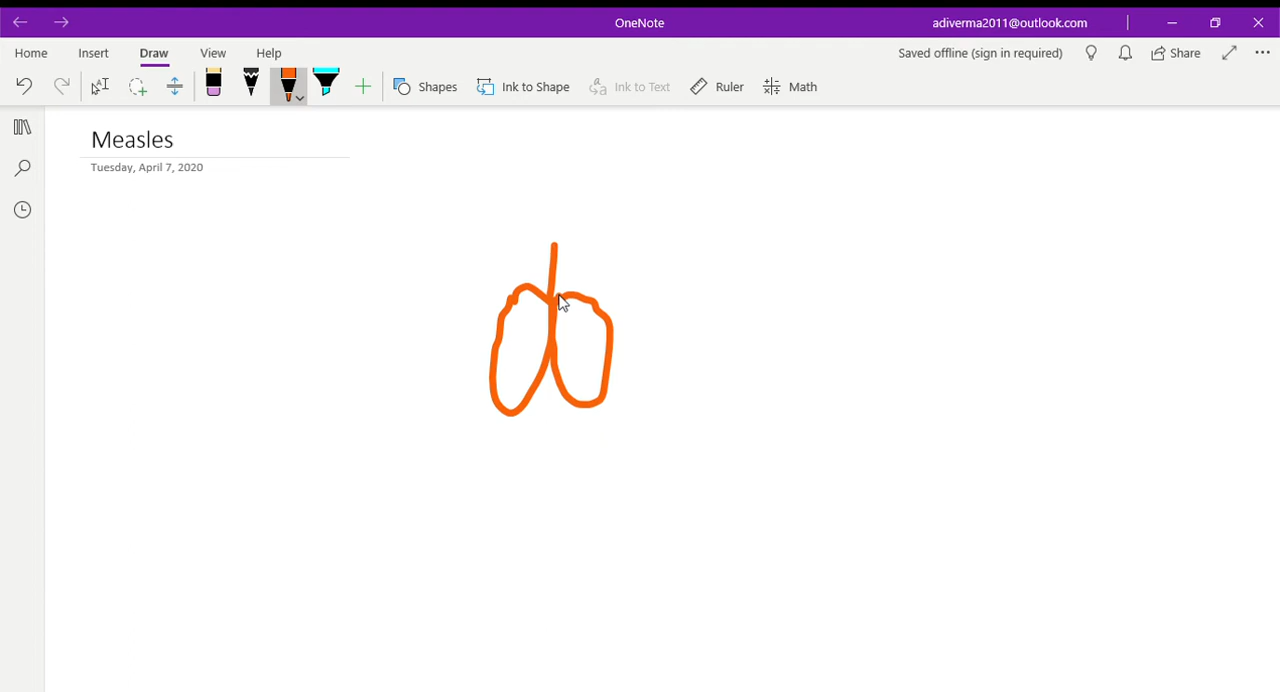 OneNote
adiverma2011@outlook.com
Home Insert Draw View Help
Saved offline (sign in required) Share
Shapes Ink to Shape Ink to Text Ruler Math
Measles
Tuesday, April 7, 2020